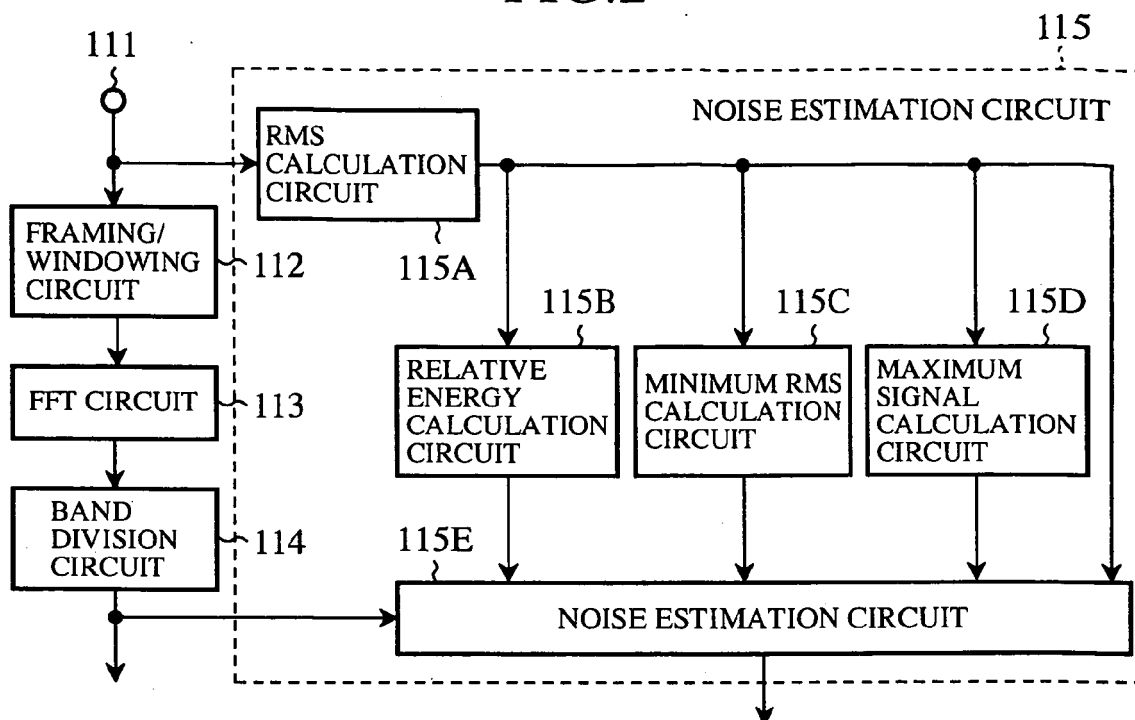 FIG.2
111
115
NOISE ESTIMATION CIRCUIT
RMS
CALCULATION
CIRCUIT
115A
FRAMING/
WINDOWING
CIRCUIT
112
115B
115C
115D
FFT CIRCUIT
113
RELATIVE
ENERGY
CALCULATION
CIRCUIT
MINIMUM RMS
CALCULATION
CIRCUIT
MAXIMUM
SIGNAL
CALCULATION
CIRCUIT
BAND
DIVISION
CIRCUIT
114
115E
NOISE ESTIMATION CIRCUIT